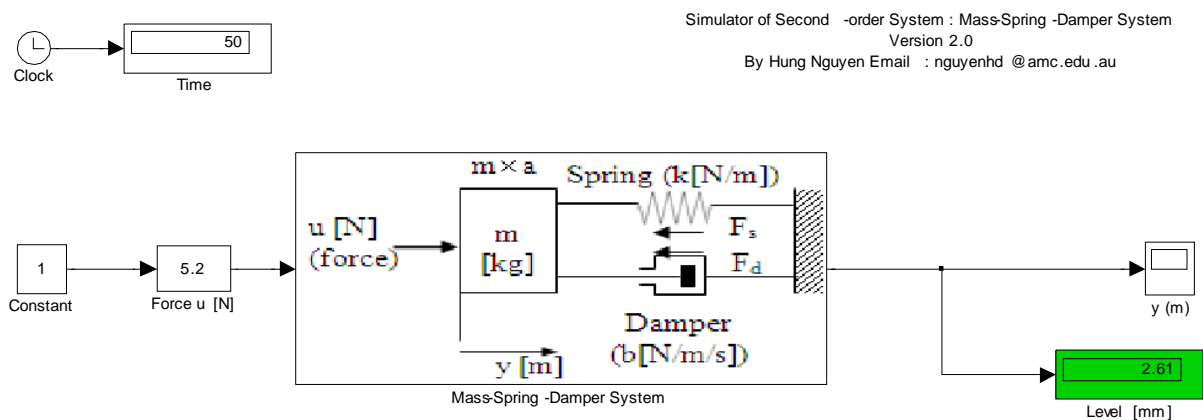 Simulator of Second -order System : Mass-Spring -Damper System
Version 2.0
By Hung Nguyen Email : nguyenhd @amc.edu.au
50
Clock
Time
m × a
Spring (k[N/m])
u [N]
(force)
m
[kg]
Fs
Fd
Damper
(b[N/m/s])
y [m]
Mass-Spring -Damper System
1
Constant
5.2
Force u [N]
y (m)
2.61
Level [mm]